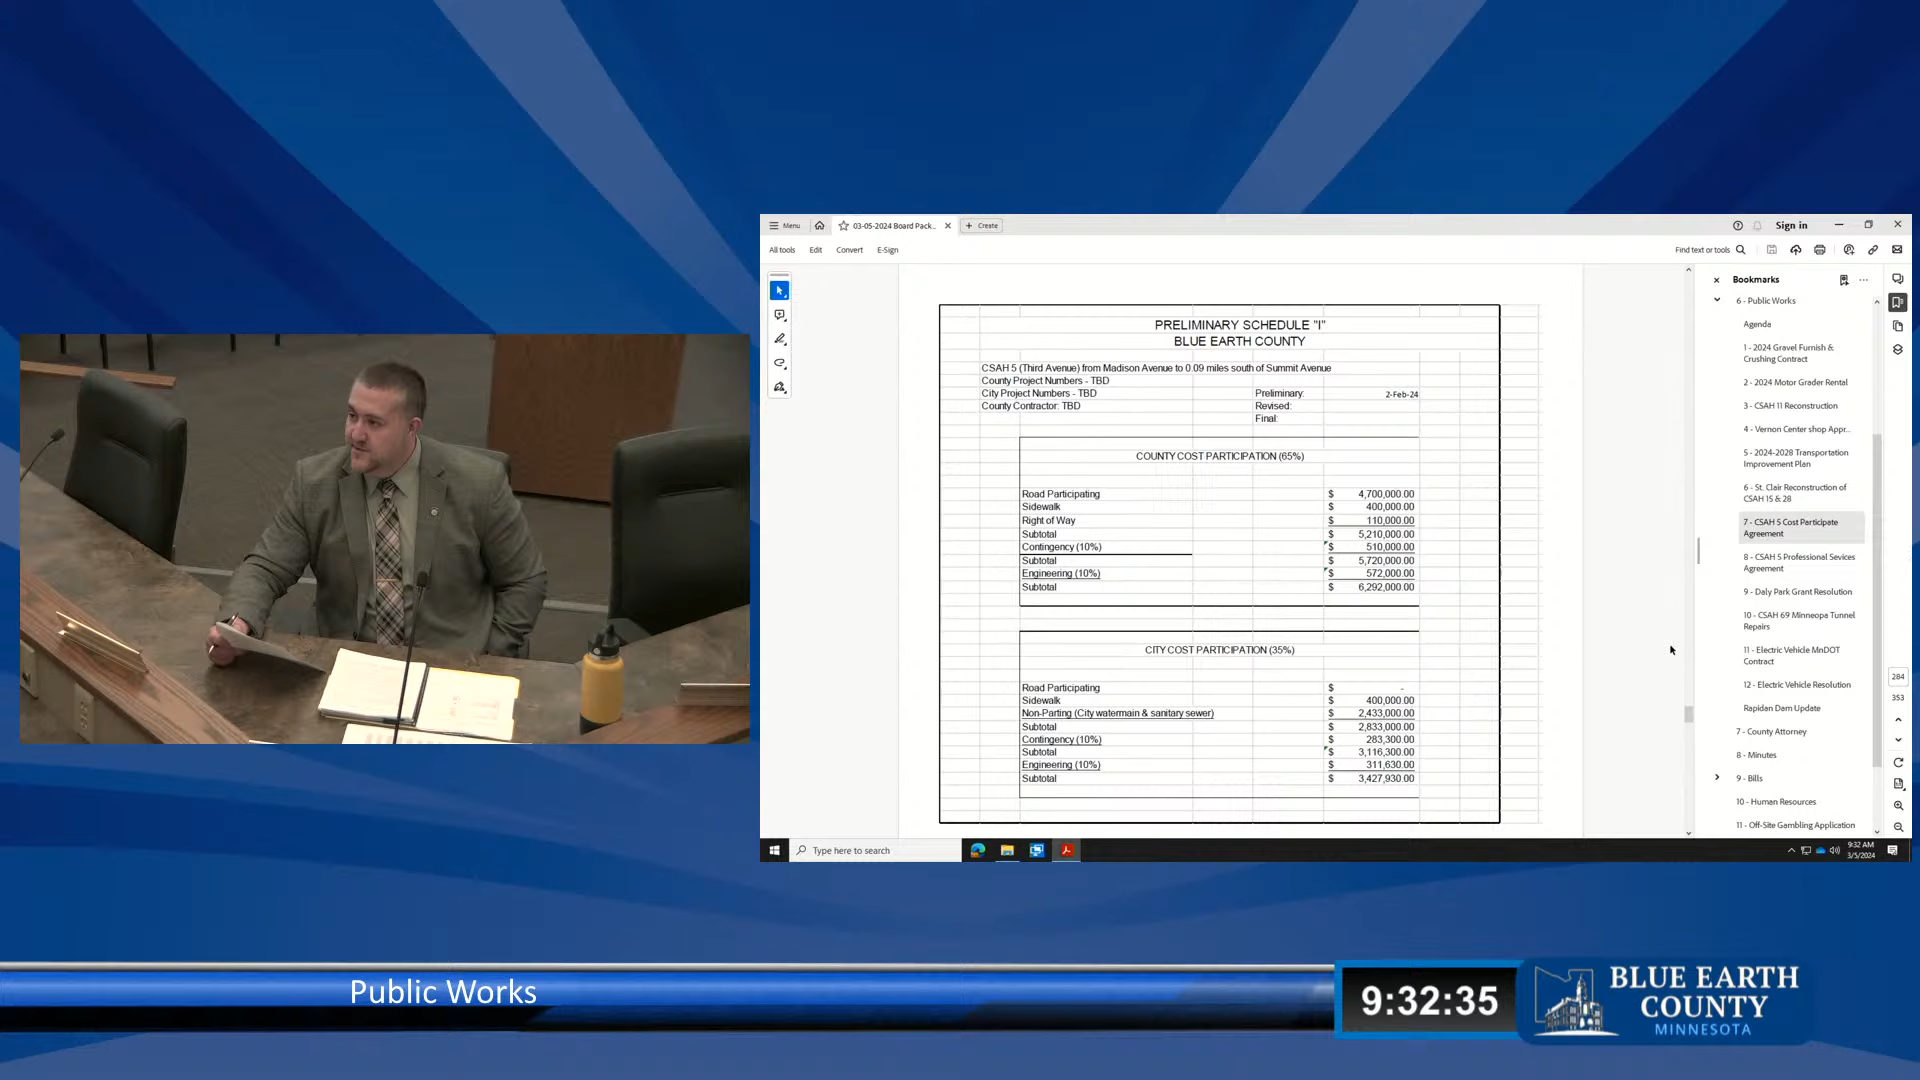 Menu
03-05-2024 Board Pack...
Create
Sign in
All tools
Edit
Convert
E-Sign
Find text or tools
PRELIMINARY SCHEDULE "I"
BLUE EARTH COUNTY
CSAH 5 (Third Avenue) from Madison Avenue to 0.09 miles south of Summit Avenue
County Project Numbers - TBD
City Project Numbers - TBD
Preliminary: 2-Feb-24
County Contractor: TBD
Revised:
Final:
COUNTY COST PARTICIPATION (65%)
Road Participating $ 4,700,000.00
Sidewalk $ 400,000.00
Right of Way $ 110,000.00
Subtotal $ 5,210,000.00
Contingency (10%) $ 510,000.00
Subtotal $ 5,720,000.00
Engineering (10%) $ 572,000.00
Subtotal $ 6,292,000.00
CITY COST PARTICIPATION (35%)
Road Participating $ -
Sidewalk $ 400,000.00
Non-Parting (City watermain & sanitary sewer) $ 2,433,000.00
Subtotal $ 2,833,000.00
Contingency (10%) $ 283,300.00
Subtotal $ 3,116,300.00
Engineering (10%) $ 311,630.00
Subtotal $ 3,427,930.00
Bookmarks
6 - Public Works
Agenda
1 - 2024 Gravel Furnish &
Crushing Contract
2 - 2024 Motor Grader Rental
3 - CSAH 11 Reconstruction
4 - Vernon Center shop Appr...
5 - 2024-2028 Transportation
Improvement Plan
6 - St. Clair Reconstruction of
CSAH 15 & 28
7 - CSAH 5 Cost Participate
Agreement
8 - CSAH 5 Professional Sevices
Agreement
9 - Daly Park Grant Resolution
10 - CSAH 69 Minneopa Tunnel
Repairs
11 - Electric Vehicle MnDOT
Contract
12 - Electric Vehicle Resolution
Rapidan Dam Update
7 - County Attorney
8 - Minutes
9 - Bills
10 - Human Resources
11 - Off-Site Gambling Application
284
353
Type here to search
9:32 AM
3/5/2024
Public Works
9:32:35
BLUE EARTH
COUNTY
MINNESOTA